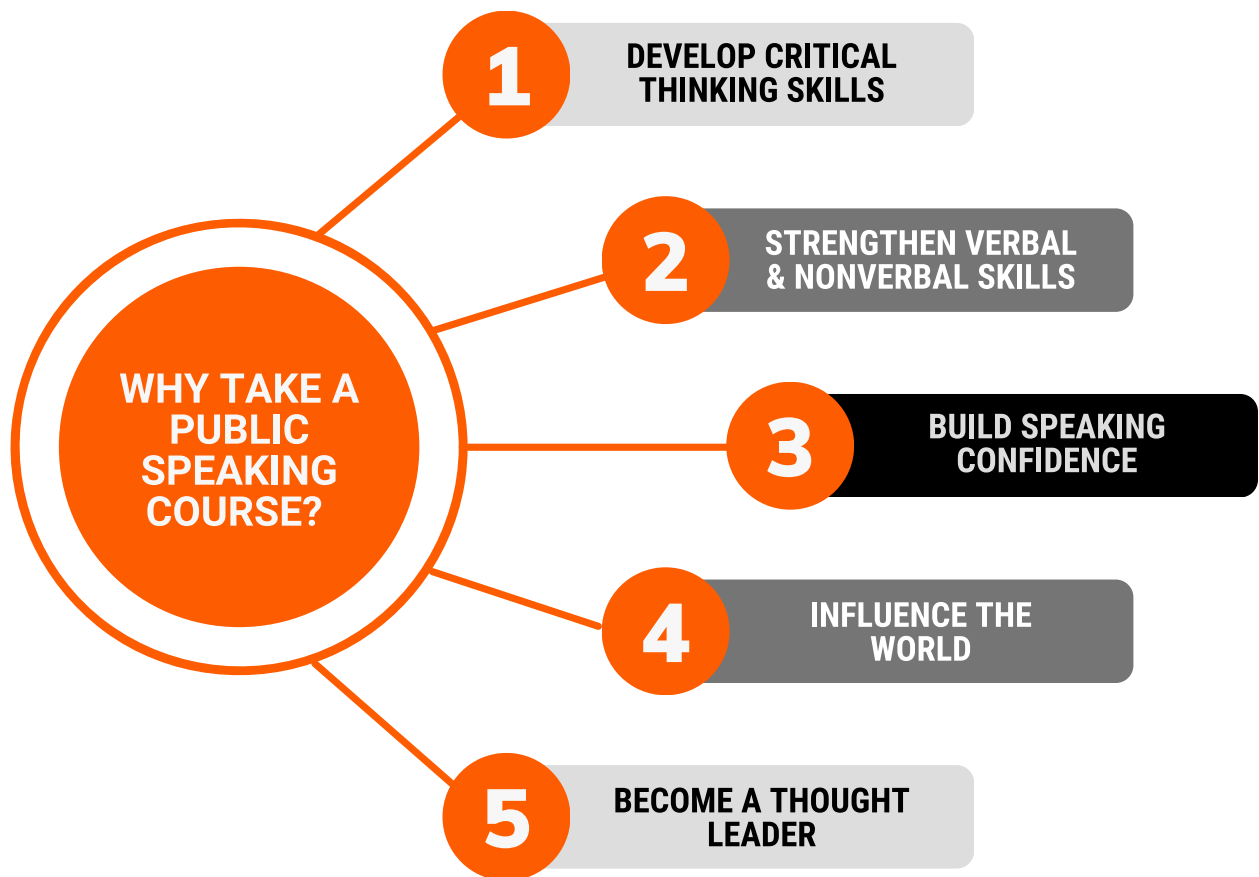 WHY TAKE A
PUBLIC
SPEAKING
COURSE?
1
DEVELOP CRITICAL
THINKING SKILLS
2
STRENGTHEN VERBAL
& NONVERBAL SKILLS
3
BUILD SPEAKING
CONFIDENCE
4
INFLUENCE THE
WORLD
5
BECOME A THOUGHT
LEADER